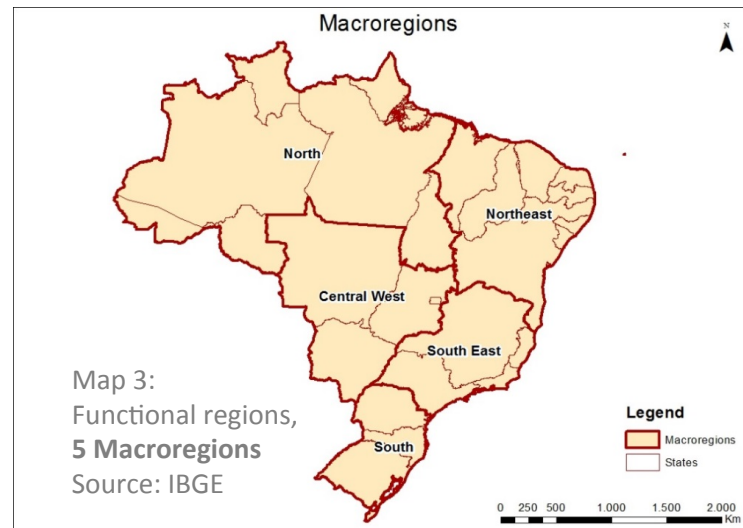 Macroregions
N
North
Northeast
Central West
South East
South
Map 3:
Functional regions,
5 Macroregions
Source: IBGE
Legend
Macroregions
States
0 250 500 1.000 1.500 2.000
Km